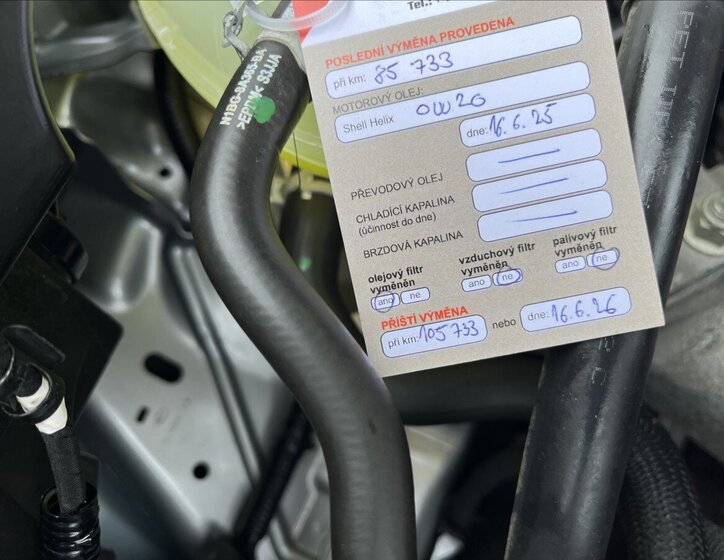 Tel.:
POSLEDNÍ VÝMĚNA PROVEDENA
při km: 85 733
MOTOROVÝ OLEJ:
Shell Helix 0W20
dne: 16.6.25
PŘEVODOVÝ OLEJ
CHLADÍCÍ KAPALINA
(účinnost do dne)
BRZDOVÁ KAPALINA
olejový filtr
vyměněn
ano ne
vzduchový filtr
vyměněn
ano ne
palivový filtr
vyměněn
ano ne
PŘÍŠTÍ VÝMĚNA
při km: 105 733 nebo dne: 16.6.26
>EPDM<